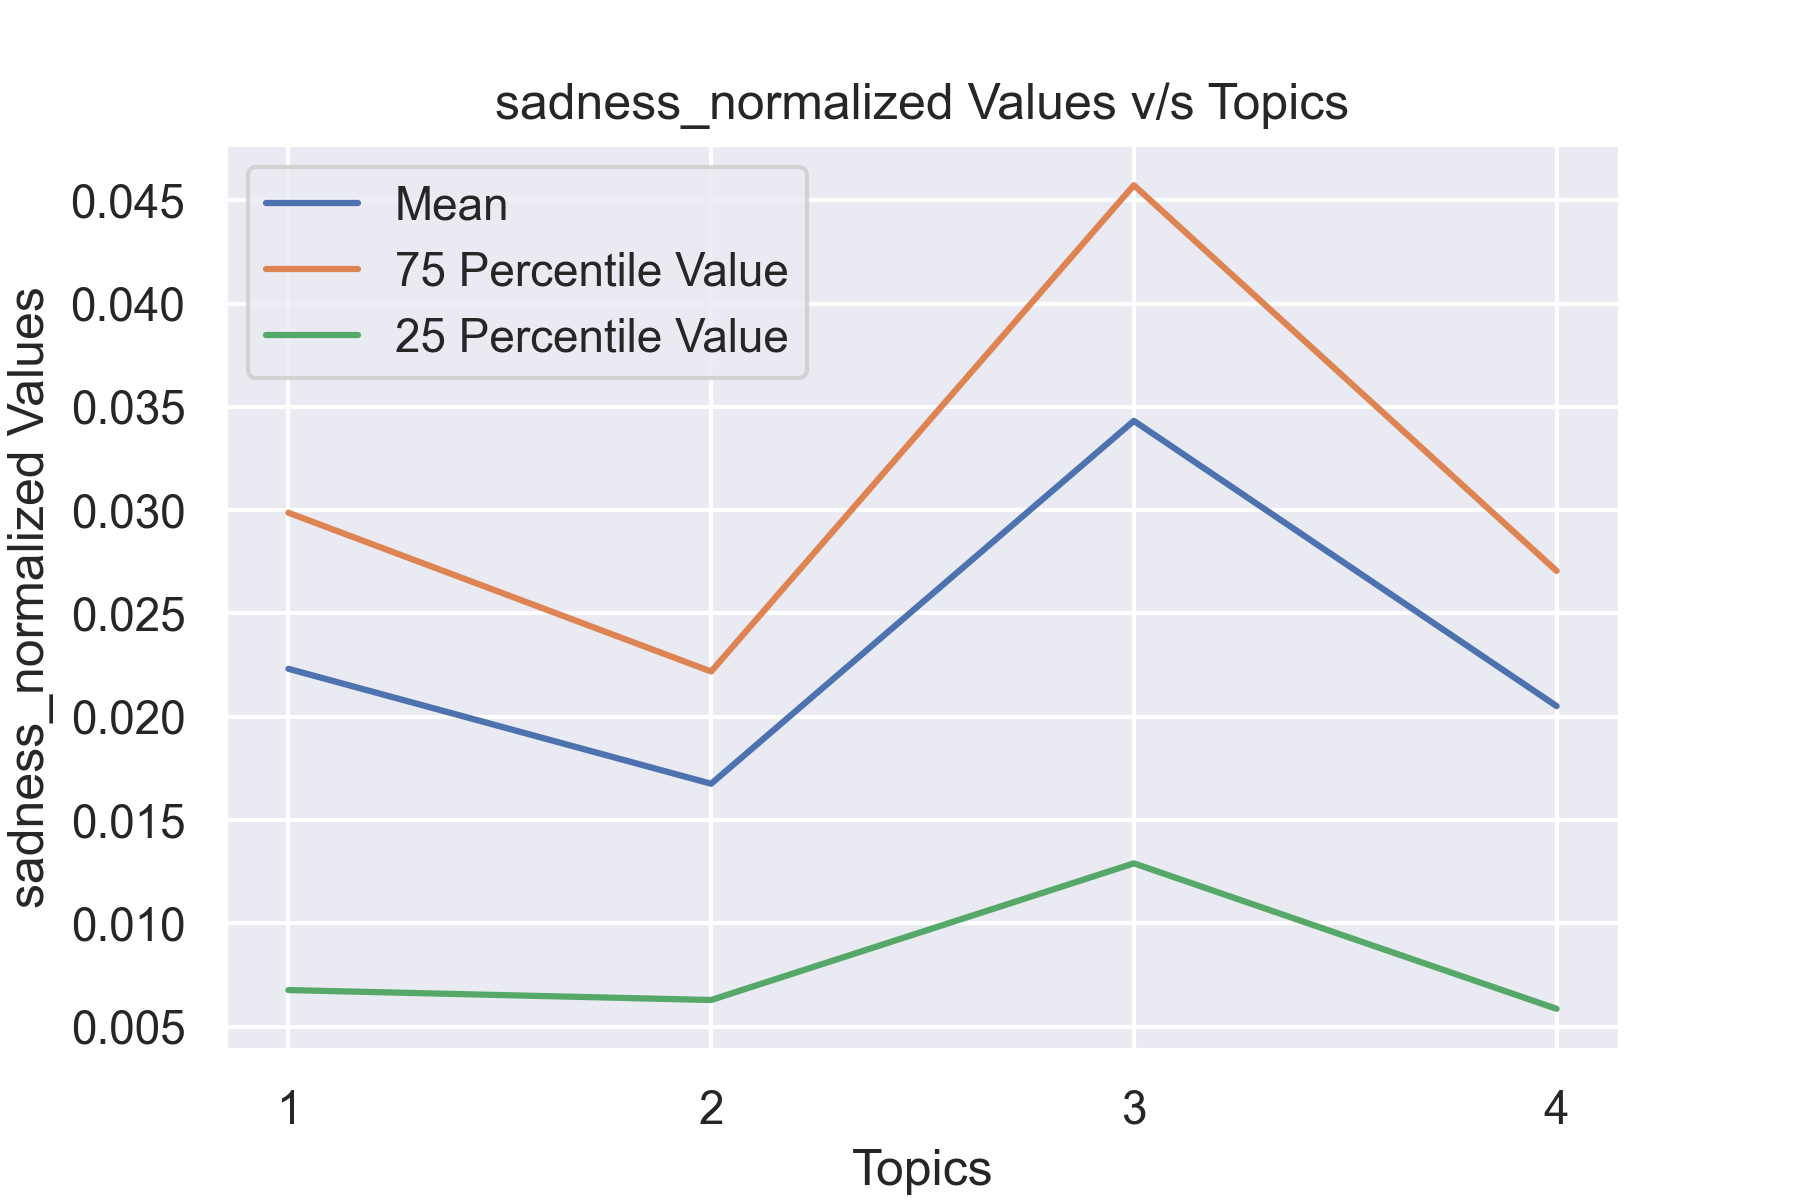 sadness_normalized Values v/s Topics
Mean
75 Percentile Value
25 Percentile Value
sadness_normalized Values
0.045
0.040
0.035
0.030
0.025
0.020
0.015
0.010
0.005
1 2 3 4
Topics